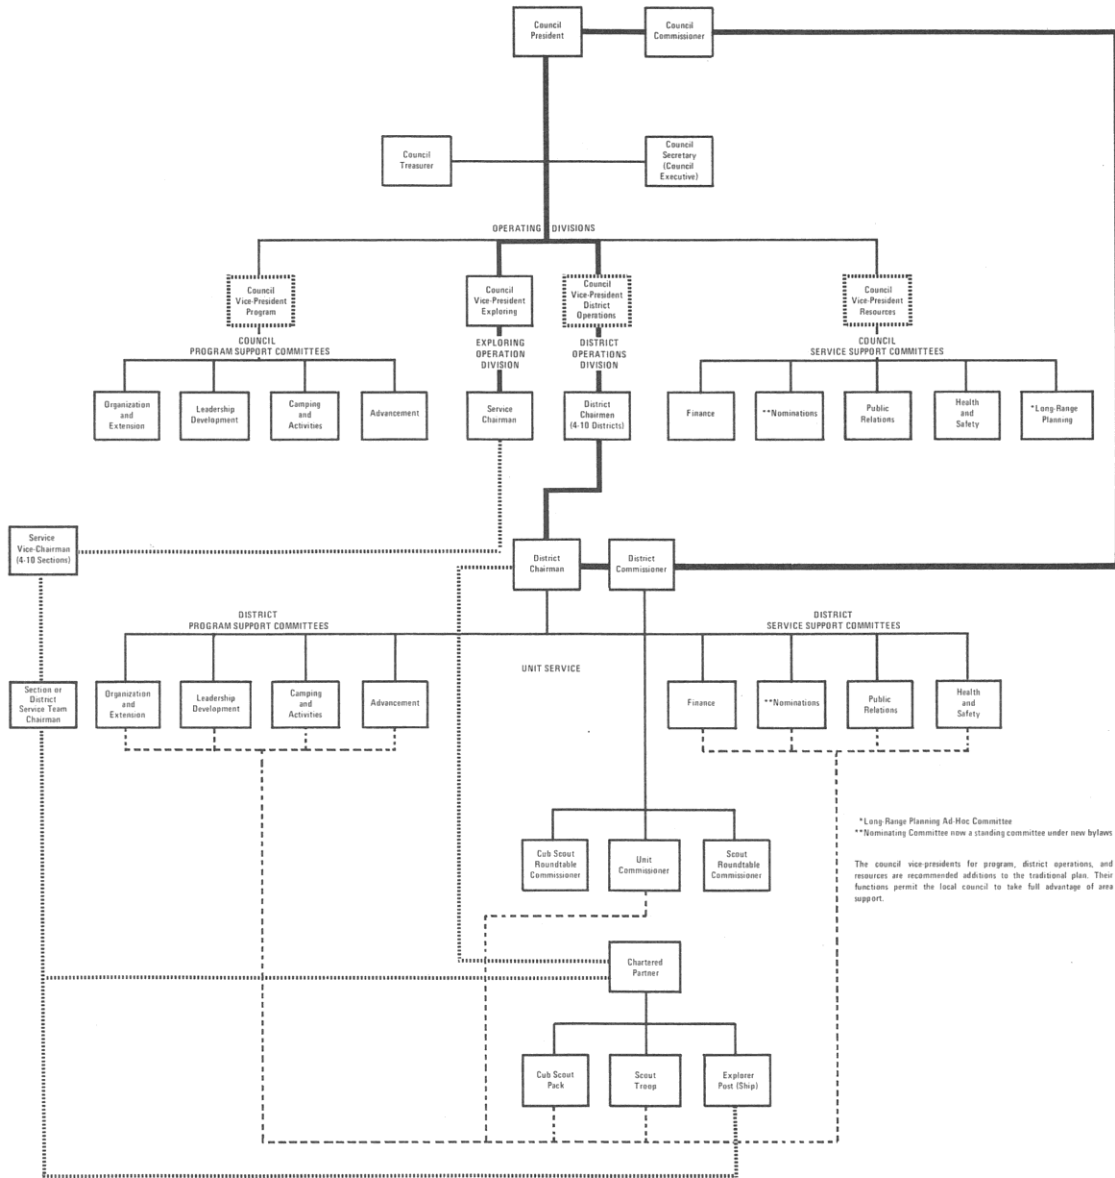 Council
President
Council
Commissioner
Council
Treasurer
Council
Secretary
(Council
Executive)
OPERATING DIVISIONS
Council
Vice-President
Program
Council
Vice-President
Exploring
Council
Vice-President
District
Operations
Council
Vice-President
Resources
COUNCIL
PROGRAM SUPPORT COMMITTEES
EXPLORING
OPERATION
DIVISION
DISTRICT
OPERATIONS
DIVISION
COUNCIL
SERVICE SUPPORT COMMITTEES
Organization
and
Extension
Leadership
Development
Camping
and
Activities
Advancement
Service
Chairman
District
Chairmen
(4-10 Districts)
Finance
**Nominations
Public
Relations
Health
and
Safety
*Long-Range
Planning
Service
Vice-Chairman
(4-10 Sections)
District
Chairman
District
Commissioner
DISTRICT
PROGRAM SUPPORT COMMITTEES
DISTRICT
SERVICE SUPPORT COMMITTEES
UNIT SERVICE
Section or
District
Service Team
Chairman
Organization
and
Extension
Leadership
Development
Camping
and
Activities
Advancement
Finance
**Nominations
Public
Relations
Health
and
Safety
Cub Scout
Roundtable
Commissioner
Unit
Commissioner
Scout
Roundtable
Commissioner
*Long-Range Planning Ad-Hoc Committee
**Nominating Committee now a standing committee under new bylaws
The council vice-presidents for program, district operations, and
resources are recommended additions to the traditional plan. Their
functions permit the local council to take full advantage of area
support.
Chartered
Partner
Cub Scout
Pack
Scout
Troop
Explorer
Post (Ship)